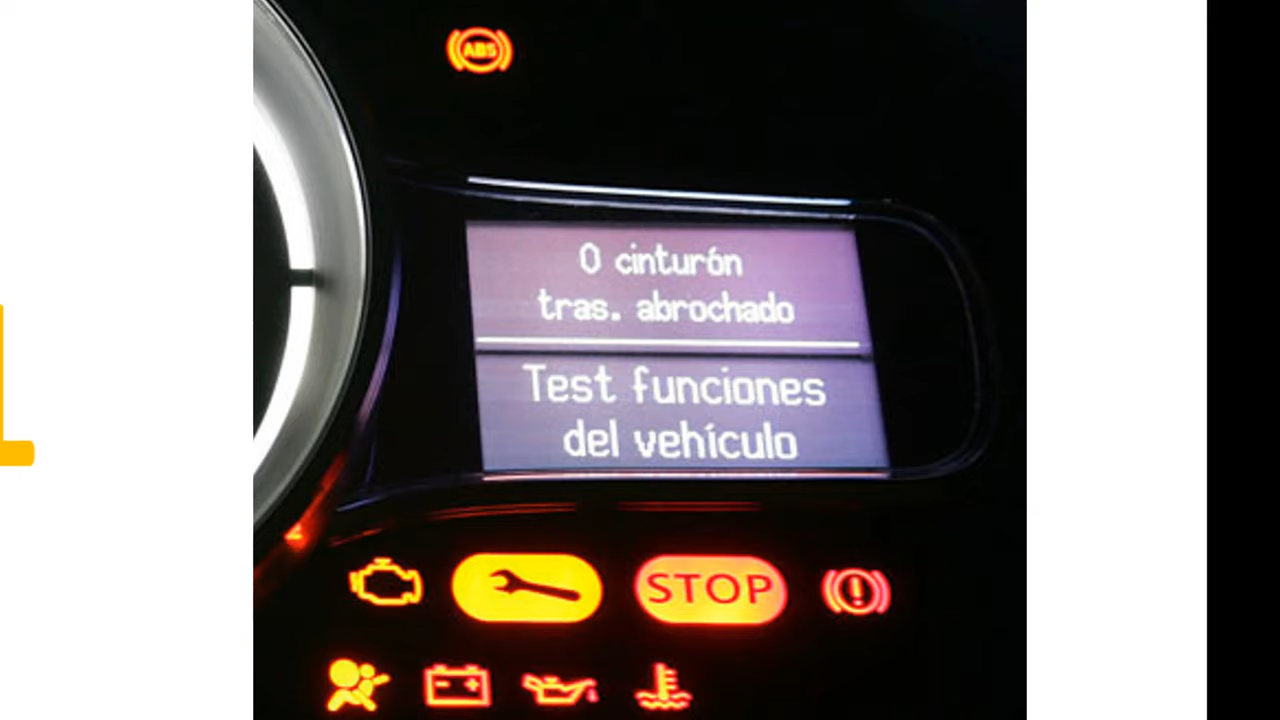 ABS
0 cinturón
tras. abrochado
Test funciones
del vehículo
STOP